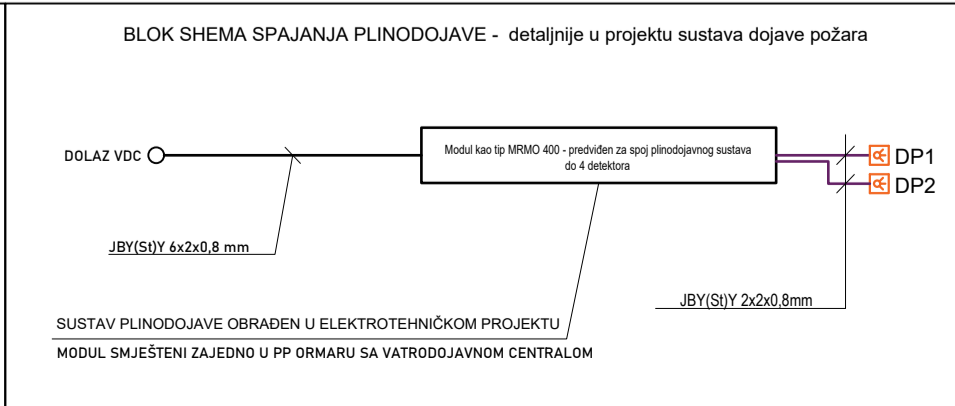 BLOK SHEMA SPAJANJA PLINODOJAVE - detaljnije u projektu sustava dojave požara
DOLAZ VDC
Modul kao tip MRMO 400 - predviđen za spoj plinodojavnog sustava
do 4 detektora
DP1
DP2
JBY(St)Y 6x2x0,8 mm
JBY(St)Y 2x2x0,8mm
SUSTAV PLINODOJAVE OBRAĐEN U ELEKTROTEHNIČKOM PROJEKTU
MODUL SMJEŠTENI ZAJEDNO U PP ORMARU SA VATRODOJAVNOM CENTRALOM